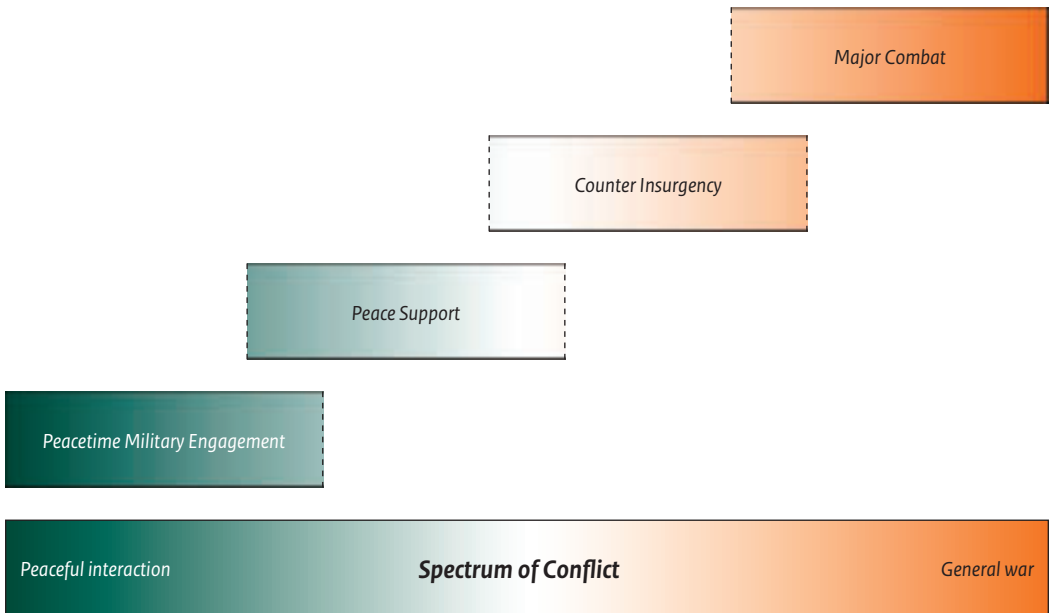 Major Combat
Counter Insurgency
Peace Support
Peacetime Military Engagement
Peaceful interaction
Spectrum of Conflict
General war